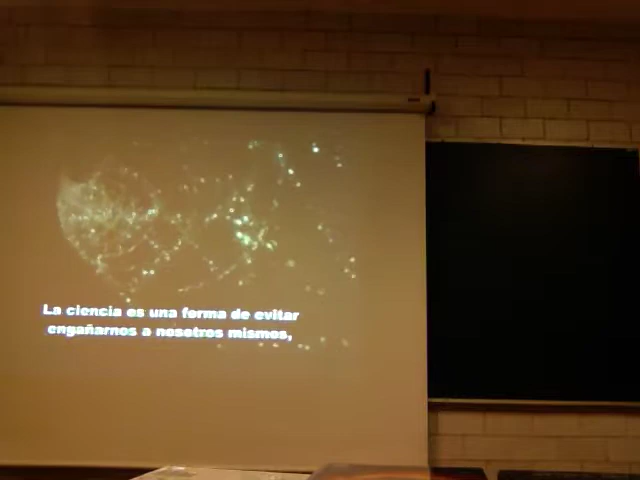 La ciencia es una forma de evitar
engañarnos a nosotros mismos,